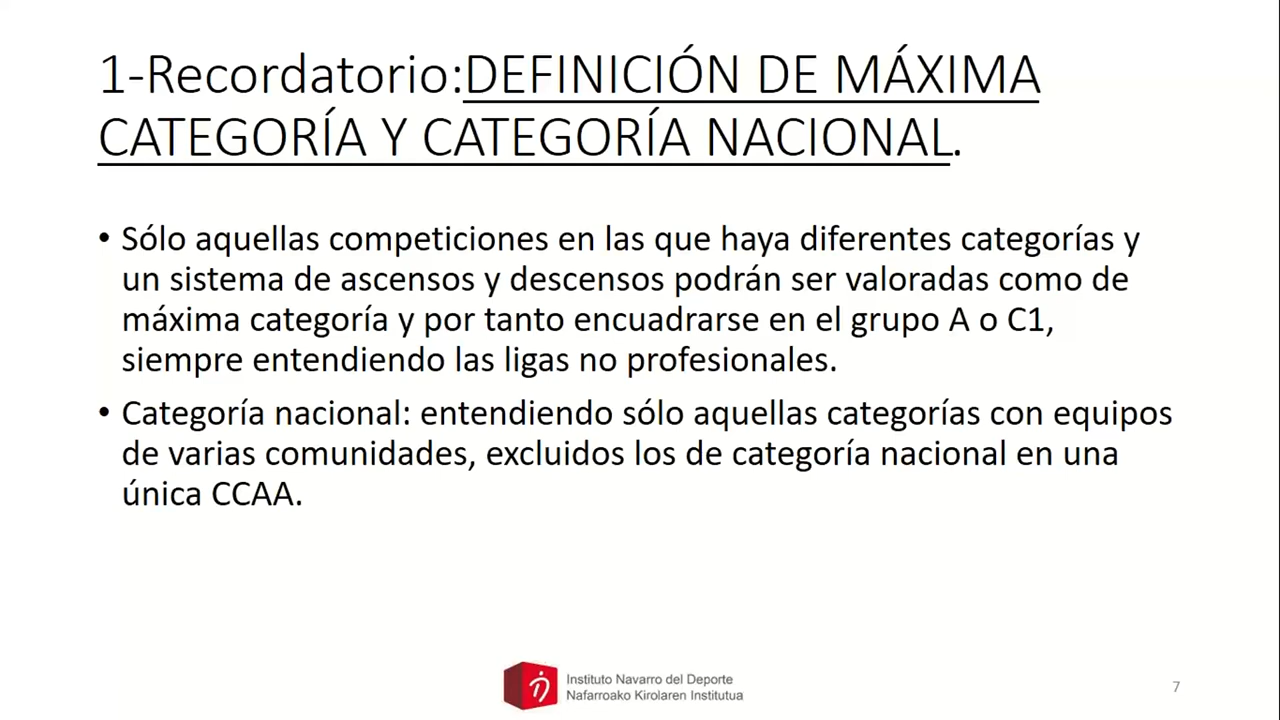 1-Recordatorio:DEFINICIÓN DE MÁXIMA
CATEGORÍA Y CATEGORÍA NACIONAL.
• Sólo aquellas competiciones en las que haya diferentes categorías y
un sistema de ascensos y descensos podrán ser valoradas como de
máxima categoría y por tanto encuadrarse en el grupo A o C1,
siempre entendiendo las ligas no profesionales.
• Categoría nacional: entendiendo sólo aquellas categorías con equipos
de varias comunidades, excluidos los de categoría nacional en una
única CCAA.
Instituto Navarro del Deporte
Nafarroako Kirolaren Institutua
7